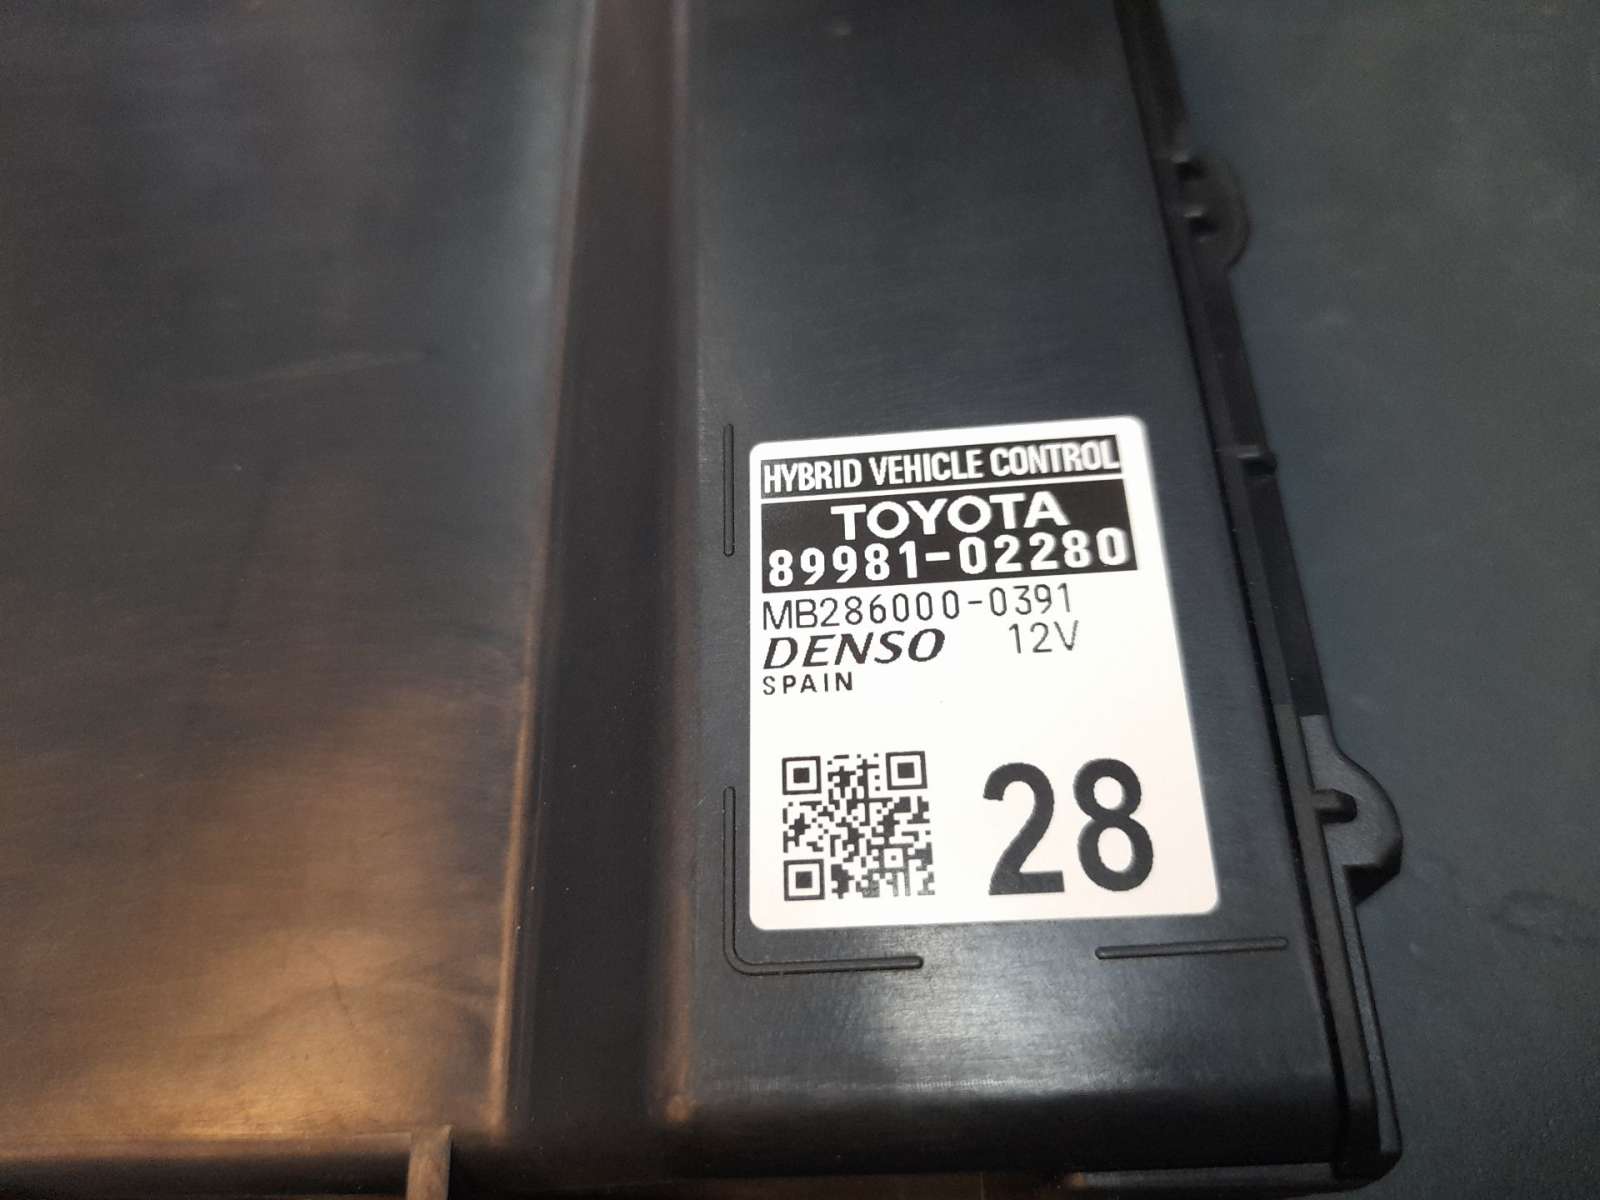 HYBRID VEHICLE CONTROL
TOYOTA
89981-02280
MB286000-0391
DENSO 12V
SPAIN
28